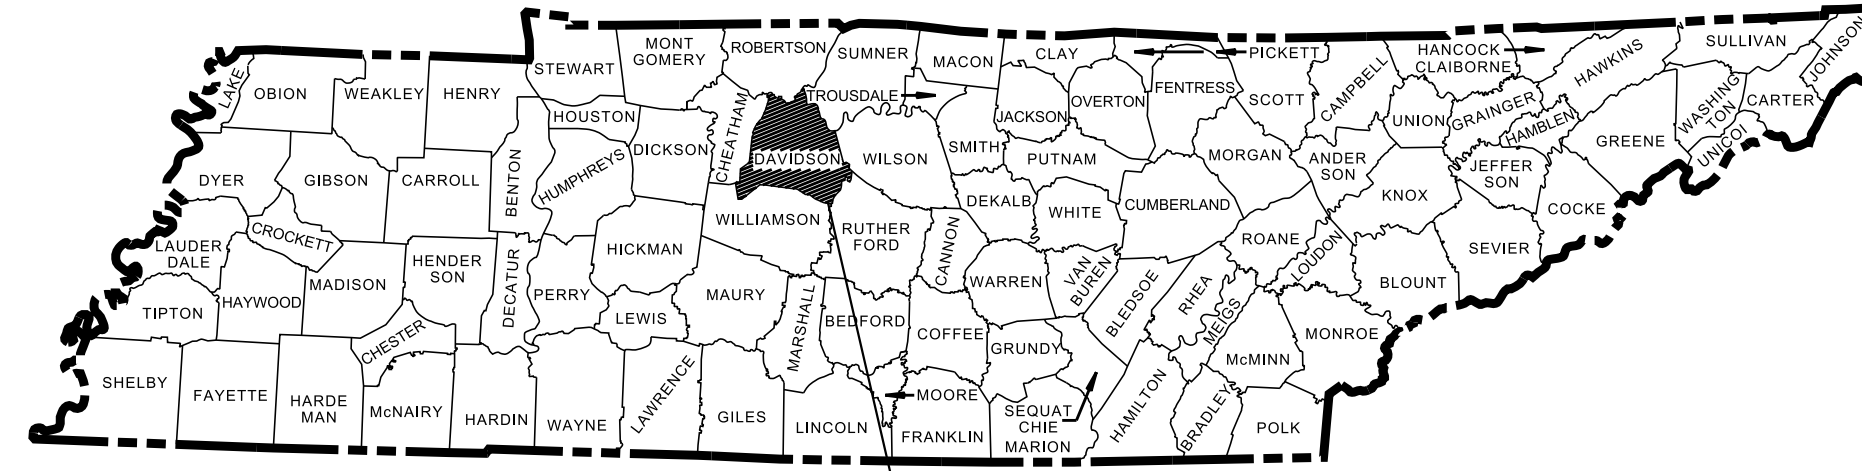 LAKE
OBION
WEAKLEY
HENRY
STEWART
MONT
GOMERY
ROBERTSON
SUMNER
MACON
CLAY
PICKETT
HANCOCK
CLAIBORNE
HAWKINS
SULLIVAN
JOHNSON
HOUSTON
CHEATHAM
TROUSDALE
JACKSON
OVERTON
FENTRESS
SCOTT
CAMPBELL
UNION
GRAINGER
HAMBLEN
GREENE
WASHING
TON
CARTER
UNICOI
DYER
GIBSON
CARROLL
BENTON
HUMPHREYS
DICKSON
DAVIDSON
WILSON
SMITH
PUTNAM
MORGAN
ANDER
SON
KNOX
JEFFER
SON
COCKE
LAUDER
DALE
CROCKETT
HENDER
SON
DECATUR
HICKMAN
WILLIAMSON
RUTHER
FORD
CANNON
DEKALB
WHITE
CUMBERLAND
ROANE
LOUDON
SEVIER
TIPTON
HAYWOOD
MADISON
PERRY
LEWIS
MAURY
MARSHALL
BEDFORD
COFFEE
WARREN
VAN
BUREN
BLEDSOE
RHEA
MEIGS
MONROE
BLOUNT
CHESTER
GRUNDY
McMINN
SHELBY
FAYETTE
HARDE
MAN
McNAIRY
HARDIN
WAYNE
LAWRENCE
GILES
LINCOLN
MOORE
FRANKLIN
SEQUAT
CHIE
MARION
HAMILTON
BRADLEY
POLK